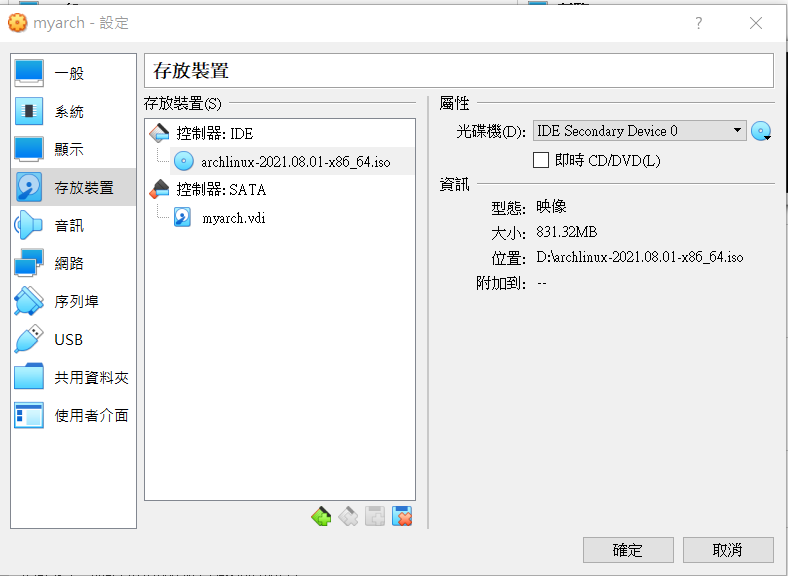 myarch - 設定
?
一般
系統
顯示
存放裝置
音訊
網路
序列埠
USB
共用資料夾
使用者介面
存放裝置
存放裝置(S)
控制器: IDE
archlinux-2021.08.01-x86_64.iso
控制器: SATA
myarch.vdi
屬性
光碟機(D): IDE Secondary Device 0
即時 CD/DVD(L)
資訊
型態: 映像
大小: 831.32MB
位置: D:\archlinux-2021.08.01-x86_64.iso
附加到: --
確定
取消